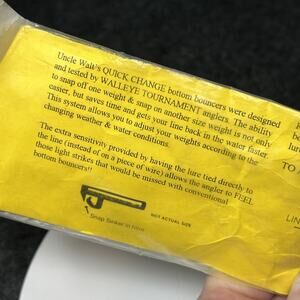 Uncle Walt's QUICK CHANGE bottom bouncers were designed
and tested by WALLEYE TOURNAMENT anglers. The ability
to snap off one weight & snap on another size weight is not only
easier, but saves time and gets your line back in the water faster.
This system allows you to adjust your weights according to the
changing weather & water conditions.
The extra sensitivity provided by having the lure tied directly to
the line (instead of on a piece of wire) allows the angler to FEEL
those light strikes that would be missed with conventional
bottom bouncers!!
Snap Sinker in here
NOT ACTUAL SIZE
TO
LIN